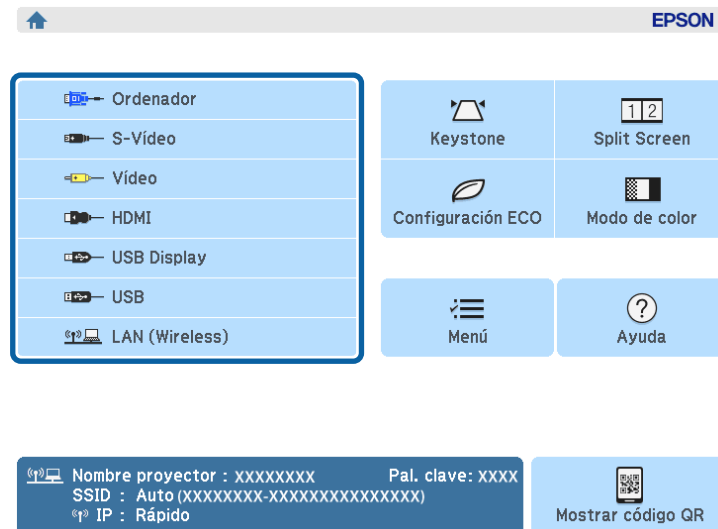 EPSON
Ordenador
S-Vídeo
Vídeo
HDMI
USB Display
USB
LAN (Wireless)
Keystone
1 2
Split Screen
Configuración ECO
Modo de color
Menú
?
Ayuda
Nombre proyector : XXXXXXXX Pal. clave: XXXX
SSID : Auto (XXXXXXXX-XXXXXXXXXXXXXXXX)
IP : Rápido
Mostrar código QR